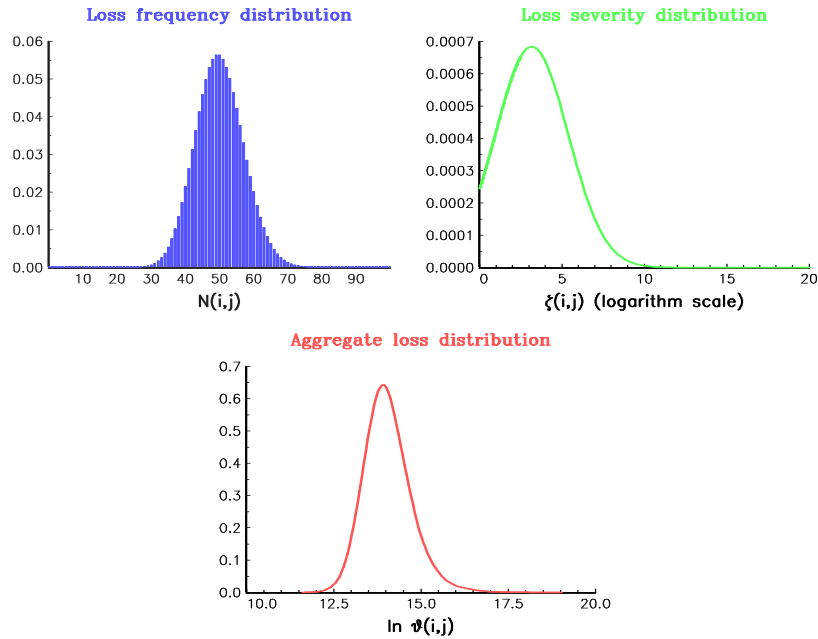 Loss frequency distribution
0.06
0.05
0.04
0.03
0.02
0.01
0.00
10 20 30 40 50 60 70 80 90
N(i,j)
Loss severity distribution
0.0007
0.0006
0.0005
0.0004
0.0003
0.0002
0.0001
0.0000
0 5 10 15 20
ζ(i,j) (logarithm scale)
Aggregate loss distribution
0.7
0.6
0.5
0.4
0.3
0.2
0.1
0.0
10.0 12.5 15.0 17.5 20.0
ln ϑ(i,j)